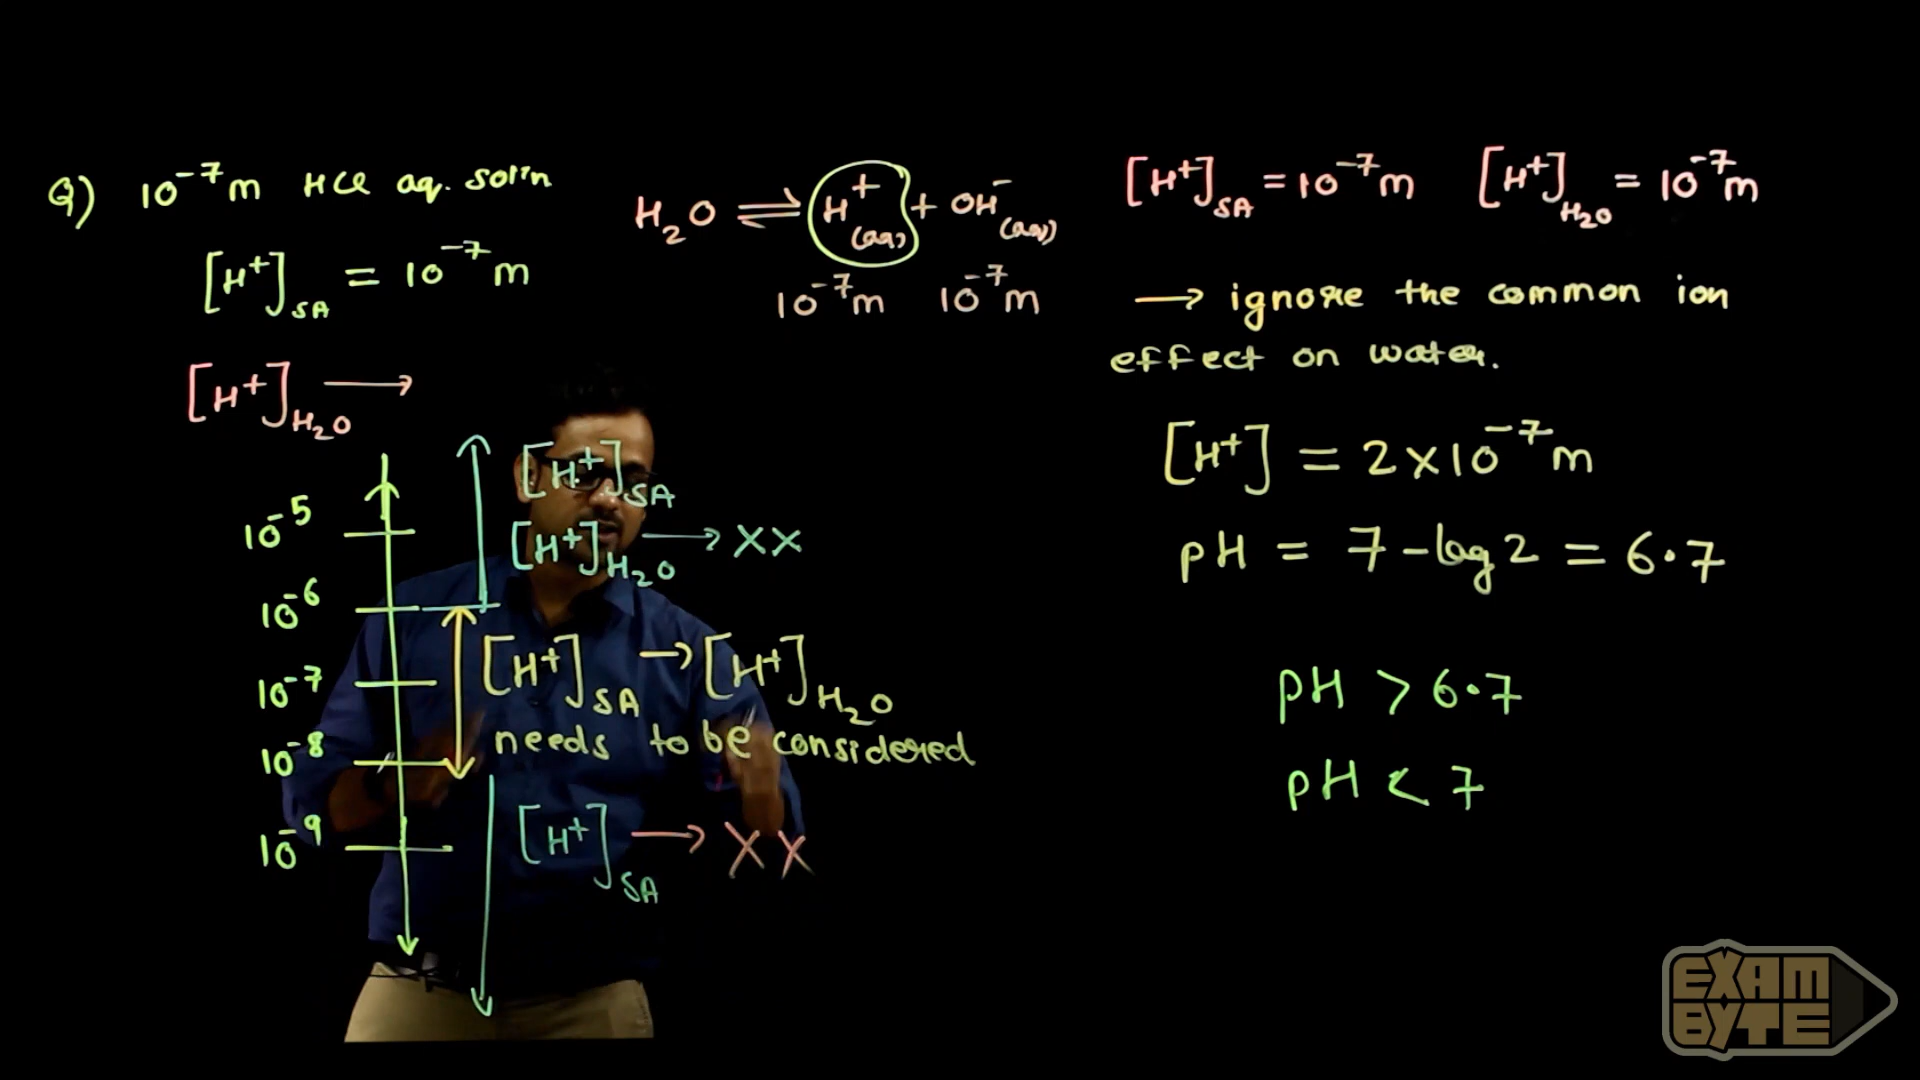 Q) 10⁻⁷m HCl aq. sol'n
[H⁺]SA = 10⁻⁷m
[H⁺]H₂O →
10⁻⁵
10⁻⁶
10⁻⁷
10⁻⁸
10⁻⁹
[H⁺]SA
[H⁺]H₂O → XX
[H⁺]SA → [H⁺]H₂O
needs to be considered
[H⁺]SA → XX
H₂O ⇌ H⁺(aq) + OH⁻(aq)
10⁻⁷m 10⁻⁷m
[H⁺]SA = 10⁻⁷m [H⁺]H₂O = 10⁻⁷m
→ ignore the common ion
effect on water.
[H⁺] = 2×10⁻⁷m
pH = 7 - log 2 = 6.7
pH > 6.7
pH < 7
EXAM
BYTE